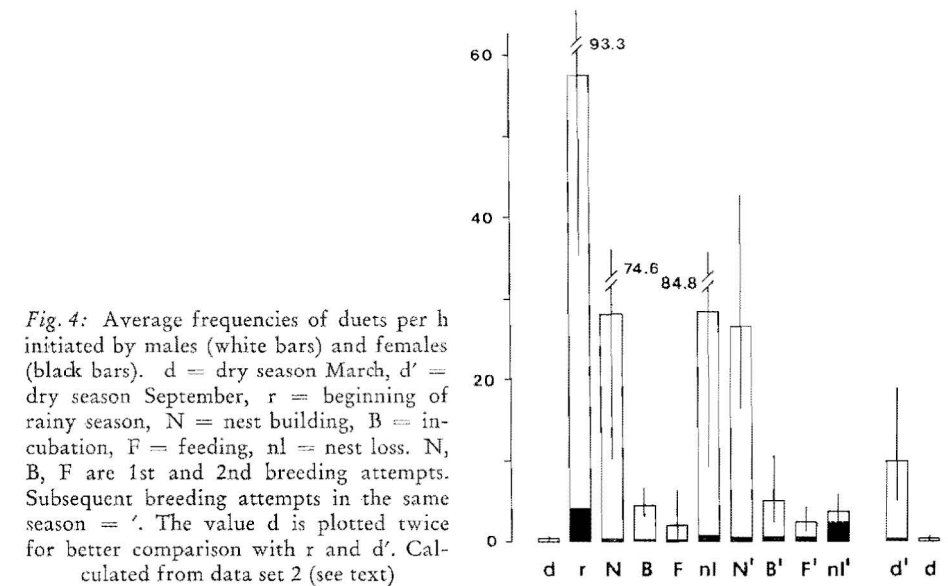 Fig. 4: Average frequencies of duets per h
initiated by males (white bars) and females
(black bars). d = dry season March, d′ =
dry season September, r = beginning of
rainy season, N = nest building, B = in-
cubation, F = feeding, nl = nest loss. N,
B, F are 1st and 2nd breeding attempts.
Subsequent breeding attempts in the same
season = ′. The value d is plotted twice
for better comparison with r and d′. Cal-
culated from data set 2 (see text)
60
93.3
40
74.6
84.8
20
0
d r N B F nl N' B' F' nl' d' d